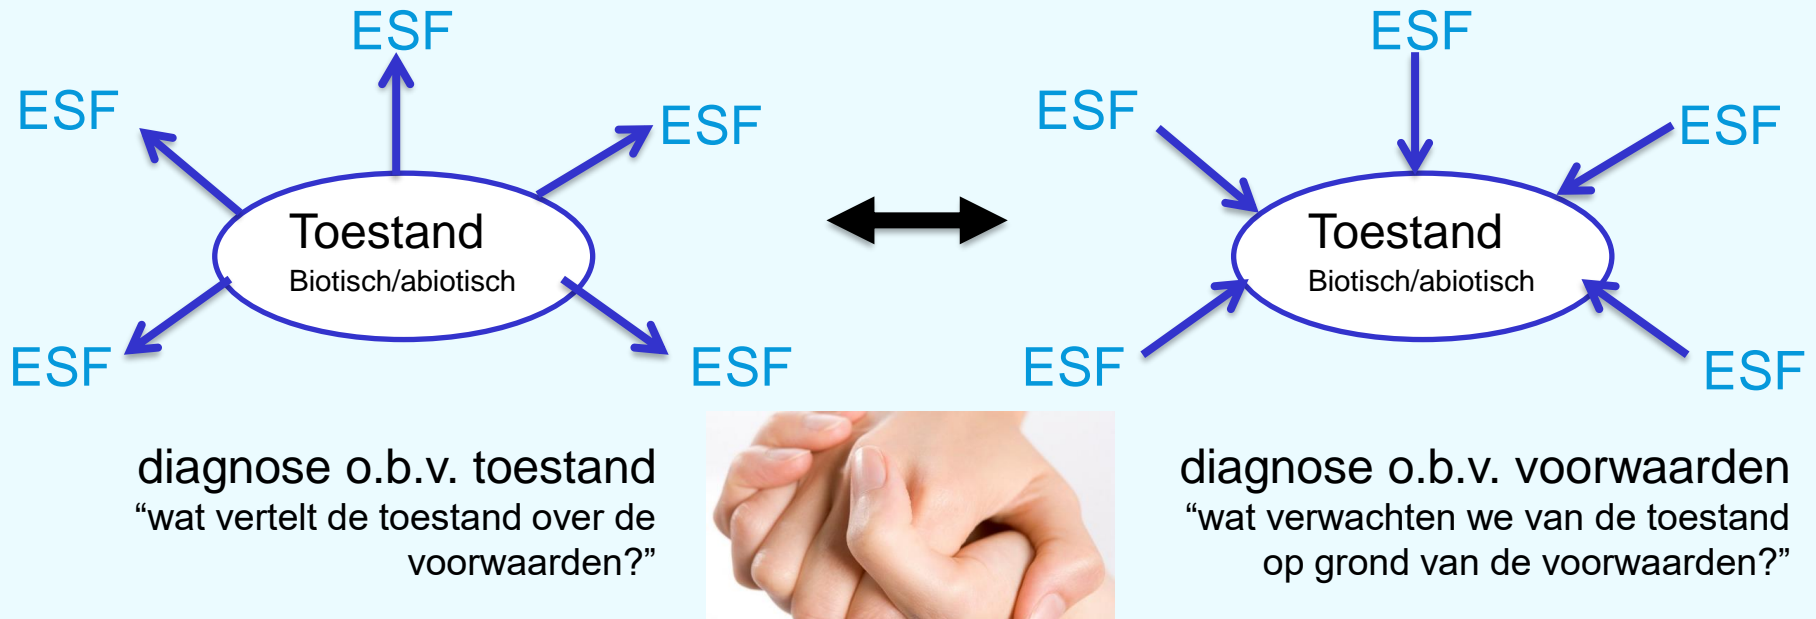 ESF
ESF
ESF
Toestand
Biotisch/abiotisch
ESF
ESF
diagnose o.b.v. toestand
“wat vertelt de toestand over de
voorwaarden?”
ESF
ESF
ESF
Toestand
Biotisch/abiotisch
ESF
ESF
diagnose o.b.v. voorwaarden
“wat verwachten we van de toestand
op grond van de voorwaarden?”